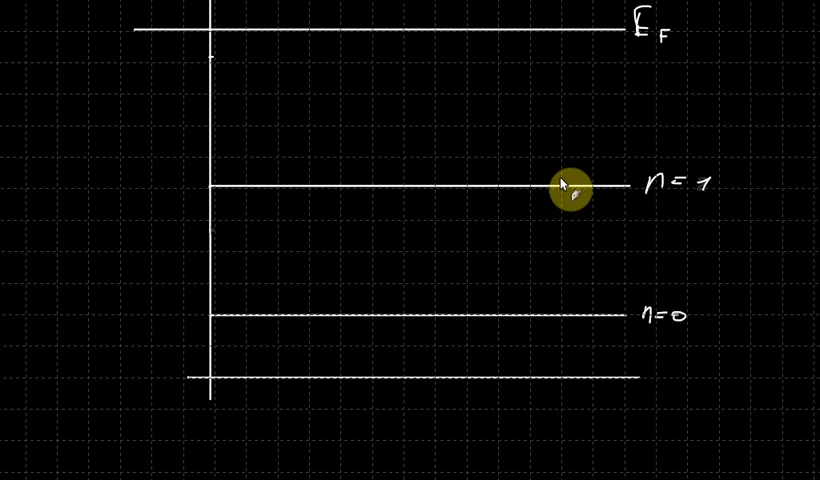 E_F
n = 1
n=0